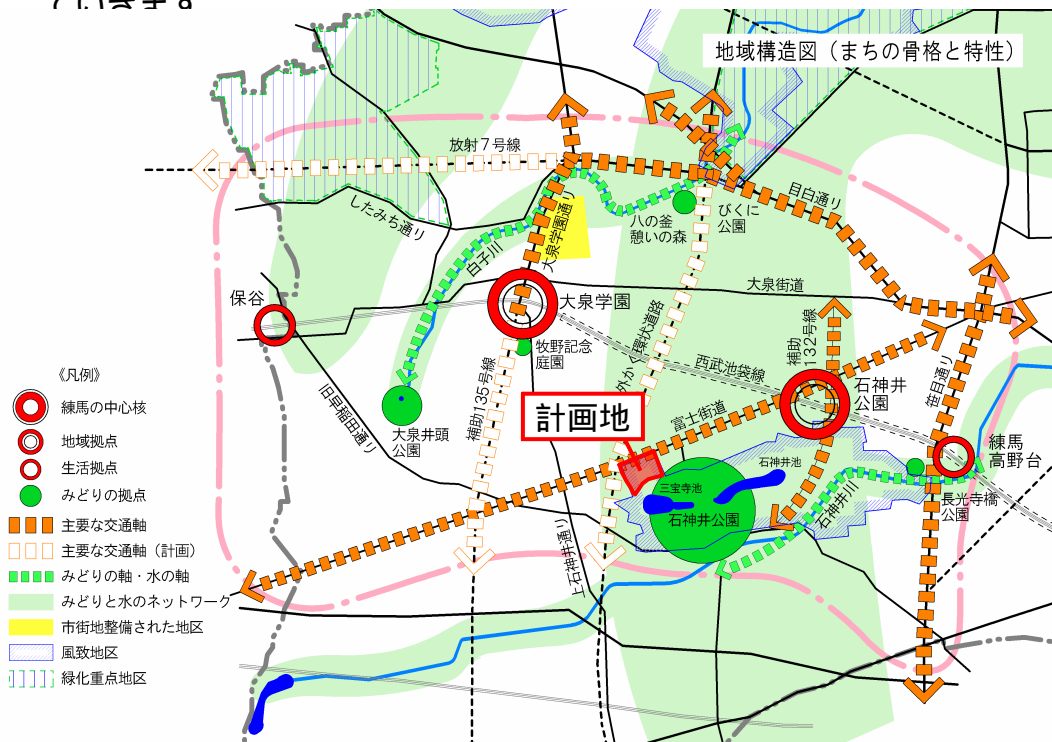 ていきます
地域構造図（まちの骨格と特性）
放射７号線
目白通り
したみち通り
大泉学園通り
八の釜
憩いの森
びくに
公園
白子川
大泉街道
保谷
大泉学園
牧野記念
庭園
外かく環状道路
補助
132号線
西武池袋線
笹目通り
石神井
公園
《凡例》
練馬の中心核
地域拠点
生活拠点
みどりの拠点
主要な交通軸
主要な交通軸（計画）
みどりの軸・水の軸
みどりと水のネットワーク
市街地整備された地区
風致地区
緑化重点地区
旧早稲田通り
大泉井頭
公園
補助135号線
計画地
富士街道
練馬
高野台
石神井池
三宝寺池
石神井公園
石神井川
長光寺橋
公園
上石神井通り